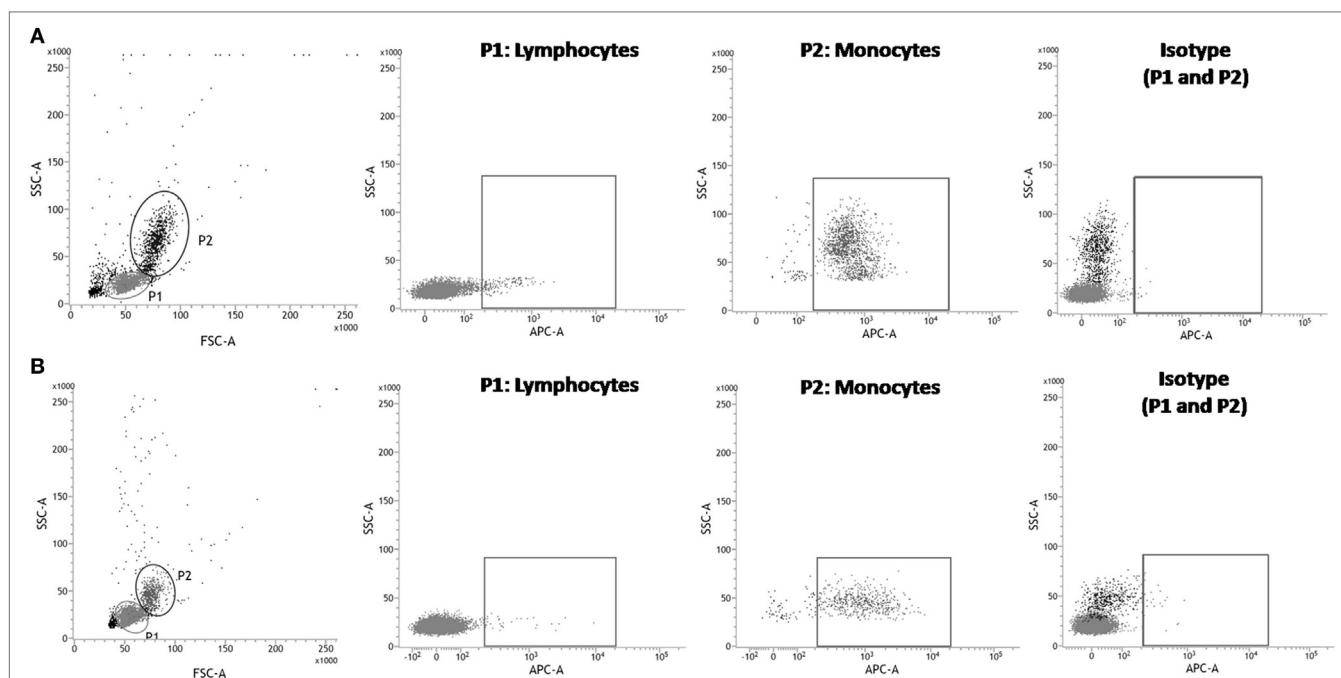 A
x1000
250
200
150
100
50
0
SSC-A
P2
P1
0 50 100 150 200 250
x1000
FSC-A
P1: Lymphocytes
x1000
250
200
150
100
50
0
SSC-A
0 10² 10³ 10⁴ 10⁵
APC-A
P2: Monocytes
x1000
250
200
150
100
50
0
SSC-A
0 10² 10³ 10⁴ 10⁵
APC-A
Isotype
(P1 and P2)
x1000
250
200
150
100
50
0
SSC-A
0 10² 10³ 10⁴ 10⁵
APC-A
B
x1000
250
200
150
100
50
0
SSC-A
P2
P1
0 50 100 150 200 250
x1000
FSC-A
P1: Lymphocytes
x1000
250
200
150
100
50
0
SSC-A
-10² 0 10² 10³ 10⁴ 10⁵
APC-A
P2: Monocytes
x1000
250
200
150
100
50
0
SSC-A
-10² 0 10² 10³ 10⁴ 10⁵
APC-A
Isotype
(P1 and P2)
x1000
250
200
150
100
50
0
SSC-A
0 10² 10³ 10⁴ 10⁵
APC-A